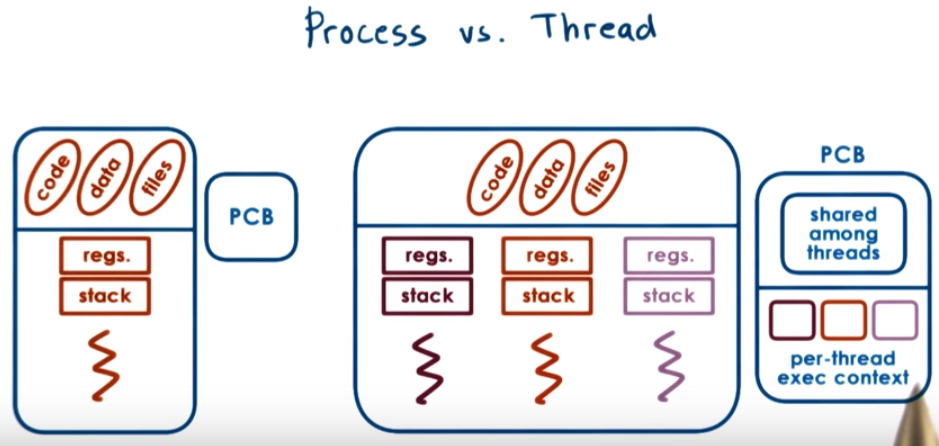 Process vs. Thread
code data files
regs.
stack
PCB
code data files
regs. regs. regs.
stack stack stack
PCB
shared
among
threads
per-thread
exec context